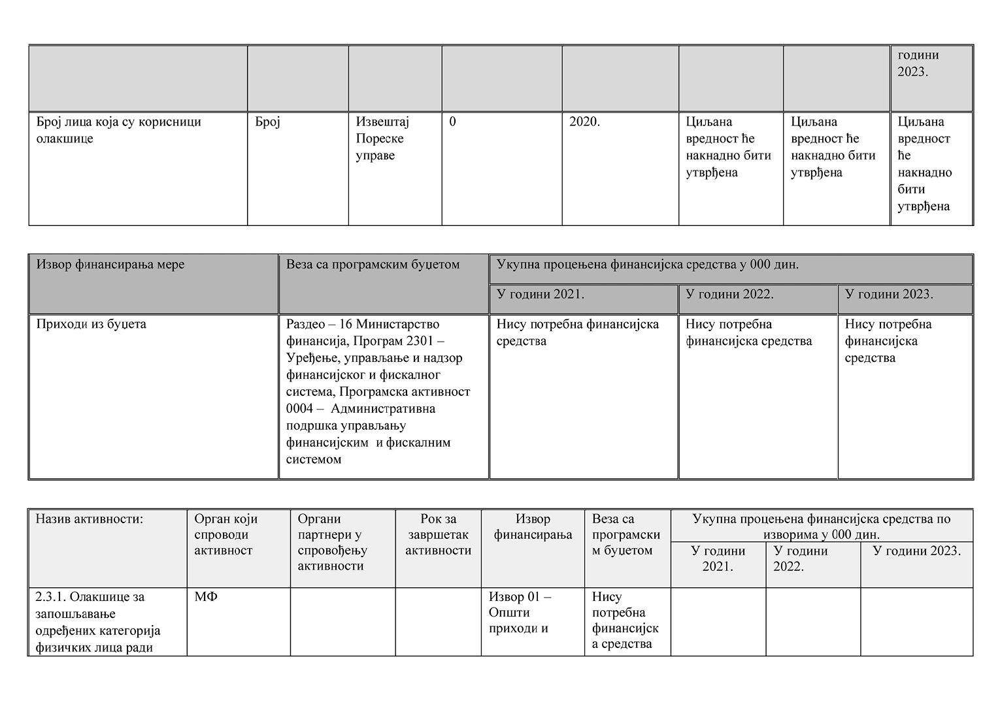 години
2023.
Број лица која су корисници
олакшице
Број
Извештај
Пореске
управе
0
2020.
Циљана
вредност ће
накнадно бити
утврђена
Циљана
вредност ће
накнадно бити
утврђена
Циљана
вредност
ће
накнадно
бити
утврђена
Извор финансирања мере
Веза са програмским буџетом
Укупна процењена финансијска средства у 000 дин.
У години 2021.
У години 2022.
У години 2023.
Приходи из буџета
Раздео – 16 Министарство
финансија, Програм 2301 –
Уређење, управљање и надзор
финансијског и фискалног
система, Програмска активност
0004 –  Административна
подршка управљању
финансијским  и фискалним
системом
Нису потребна финансијска
средства
Нису потребна
финансијска средства
Нису потребна
финансијска
средства
Назив активности:
Орган који
спроводи
активност
Органи
партнери у
спровођењу
активности
Рок за
завршетак
активности
Извор
финансирања
Веза са
програмски
м буџетом
Укупна процењена финансијска средства по
изворима у 000 дин.
У години
2021.
У години
2022.
У години 2023.
2.3.1. Олакшице за
запошљавање
одређених категорија
физичких лица ради
МФ
Извор 01 –
Општи
приходи и
Нису
потребна
финансијск
а средства